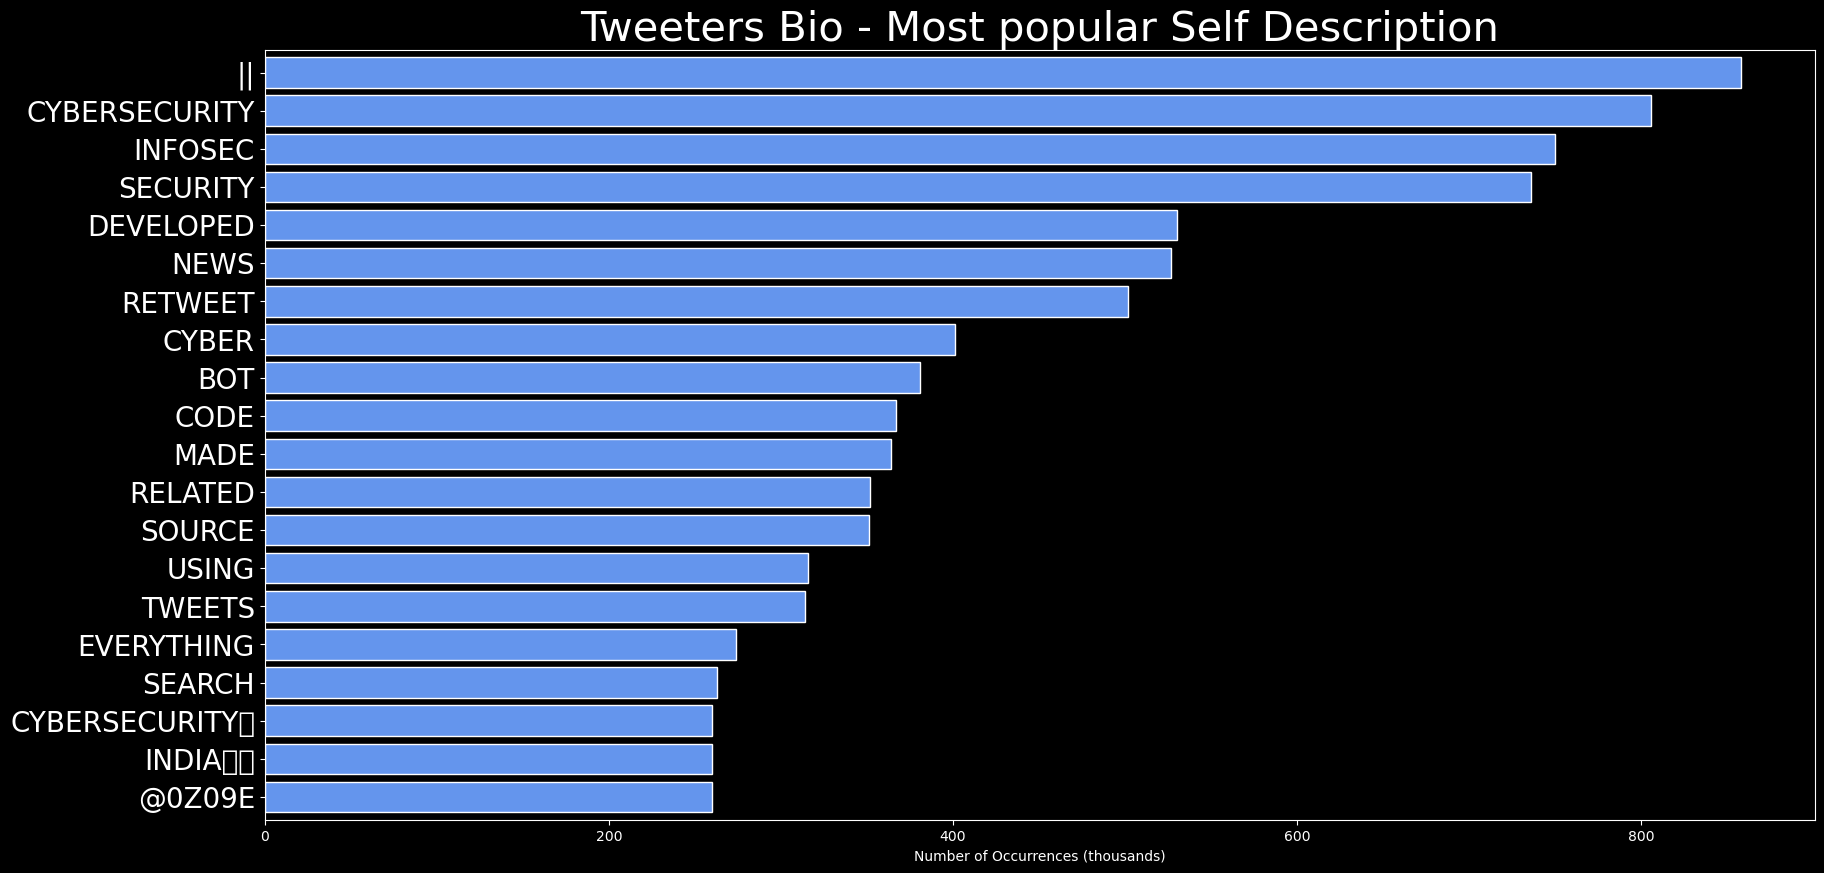 Tweeters Bio - Most popular Self Description
||
CYBERSECURITY
INFOSEC
SECURITY
DEVELOPED
NEWS
RETWEET
CYBER
BOT
CODE
MADE
RELATED
SOURCE
USING
TWEETS
EVERYTHING
SEARCH
CYBERSECURITY▯
INDIA▯▯
@0Z09E
0 200 400 600 800
Number of Occurrences (thousands)